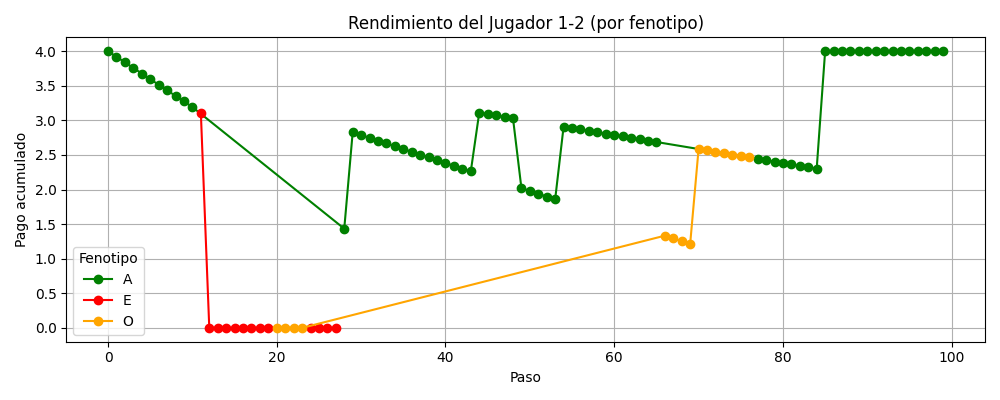 Rendimiento del Jugador 1-2 (por fenotipo)
Pago acumulado
4.0
3.5
3.0
2.5
2.0
1.5
1.0
0.5
0.0
Fenotipo
A
E
O
0 20 40 60 80 100
Paso